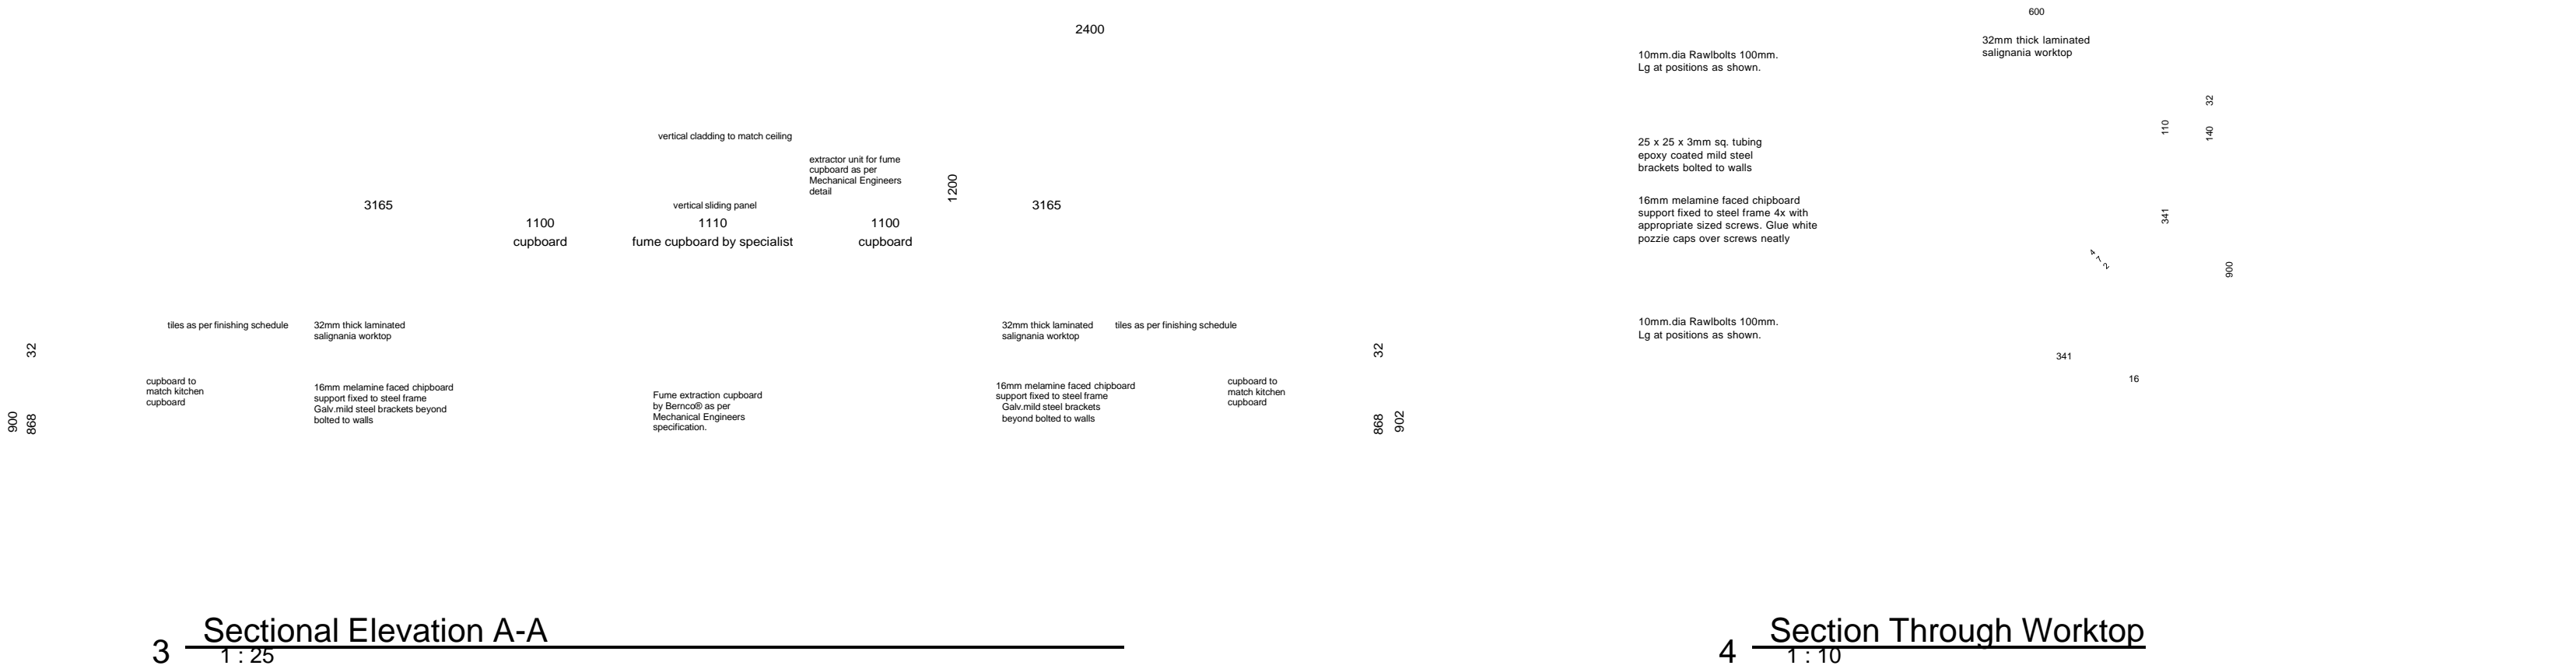 2400
vertical cladding to match ceiling
extractor unit for fume
cupboard as per
Mechanical Engineers
detail
1200
3165
vertical sliding panel
3165
1100
1110
1100
cupboard
fume cupboard by specialist
cupboard
tiles as per finishing schedule
32mm thick laminated
salignania worktop
32mm thick laminated
salignania worktop
tiles as per finishing schedule
32
32
cupboard to
match kitchen
cupboard
16mm melamine faced chipboard
support fixed to steel frame
Galv.mild steel brackets beyond
bolted to walls
Fume extraction cupboard
by Bernco® as per
Mechanical Engineers
specification.
16mm melamine faced chipboard
support fixed to steel frame
Galv.mild steel brackets
beyond bolted to walls
cupboard to
match kitchen
cupboard
900
868
868
902
3
Sectional Elevation A-A
1 : 25
600
32mm thick laminated
salignania worktop
10mm.dia Rawlbolts 100mm.
Lg at positions as shown.
32
110
140
25 x 25 x 3mm sq. tubing
epoxy coated mild steel
brackets bolted to walls
16mm melamine faced chipboard
support fixed to steel frame 4x with
appropriate sized screws. Glue white
pozzie caps over screws neatly
341
472
900
10mm.dia Rawlbolts 100mm.
Lg at positions as shown.
341
16
4
Section Through Worktop
1 : 10